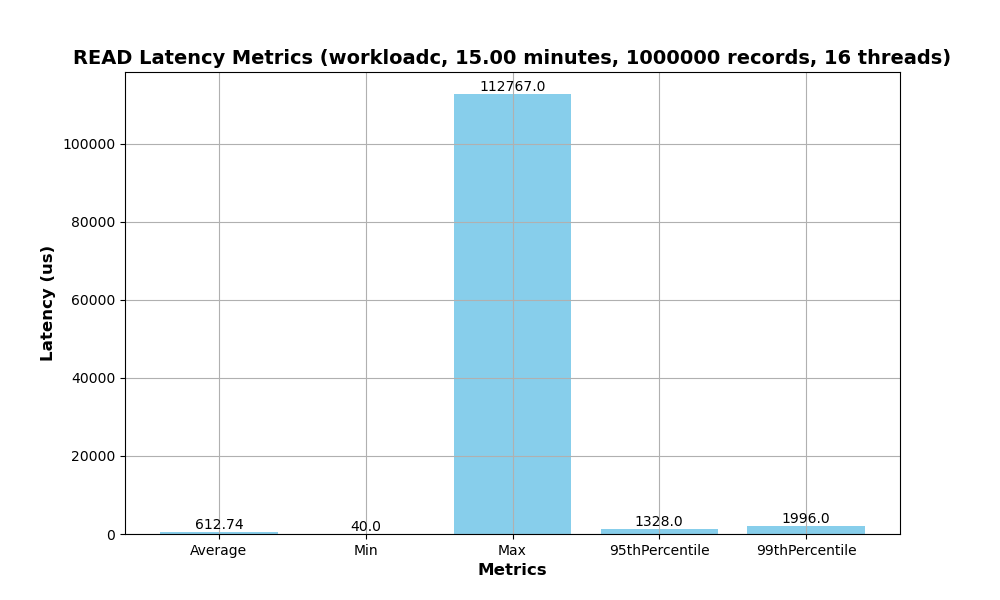 READ Latency Metrics (workloadc, 15.00 minutes, 1000000 records, 16 threads)
112767.0
100000
80000
60000
40000
20000
0
Latency (us)
612.74
40.0
1328.0
1996.0
Average
Min
Max
95thPercentile
99thPercentile
Metrics